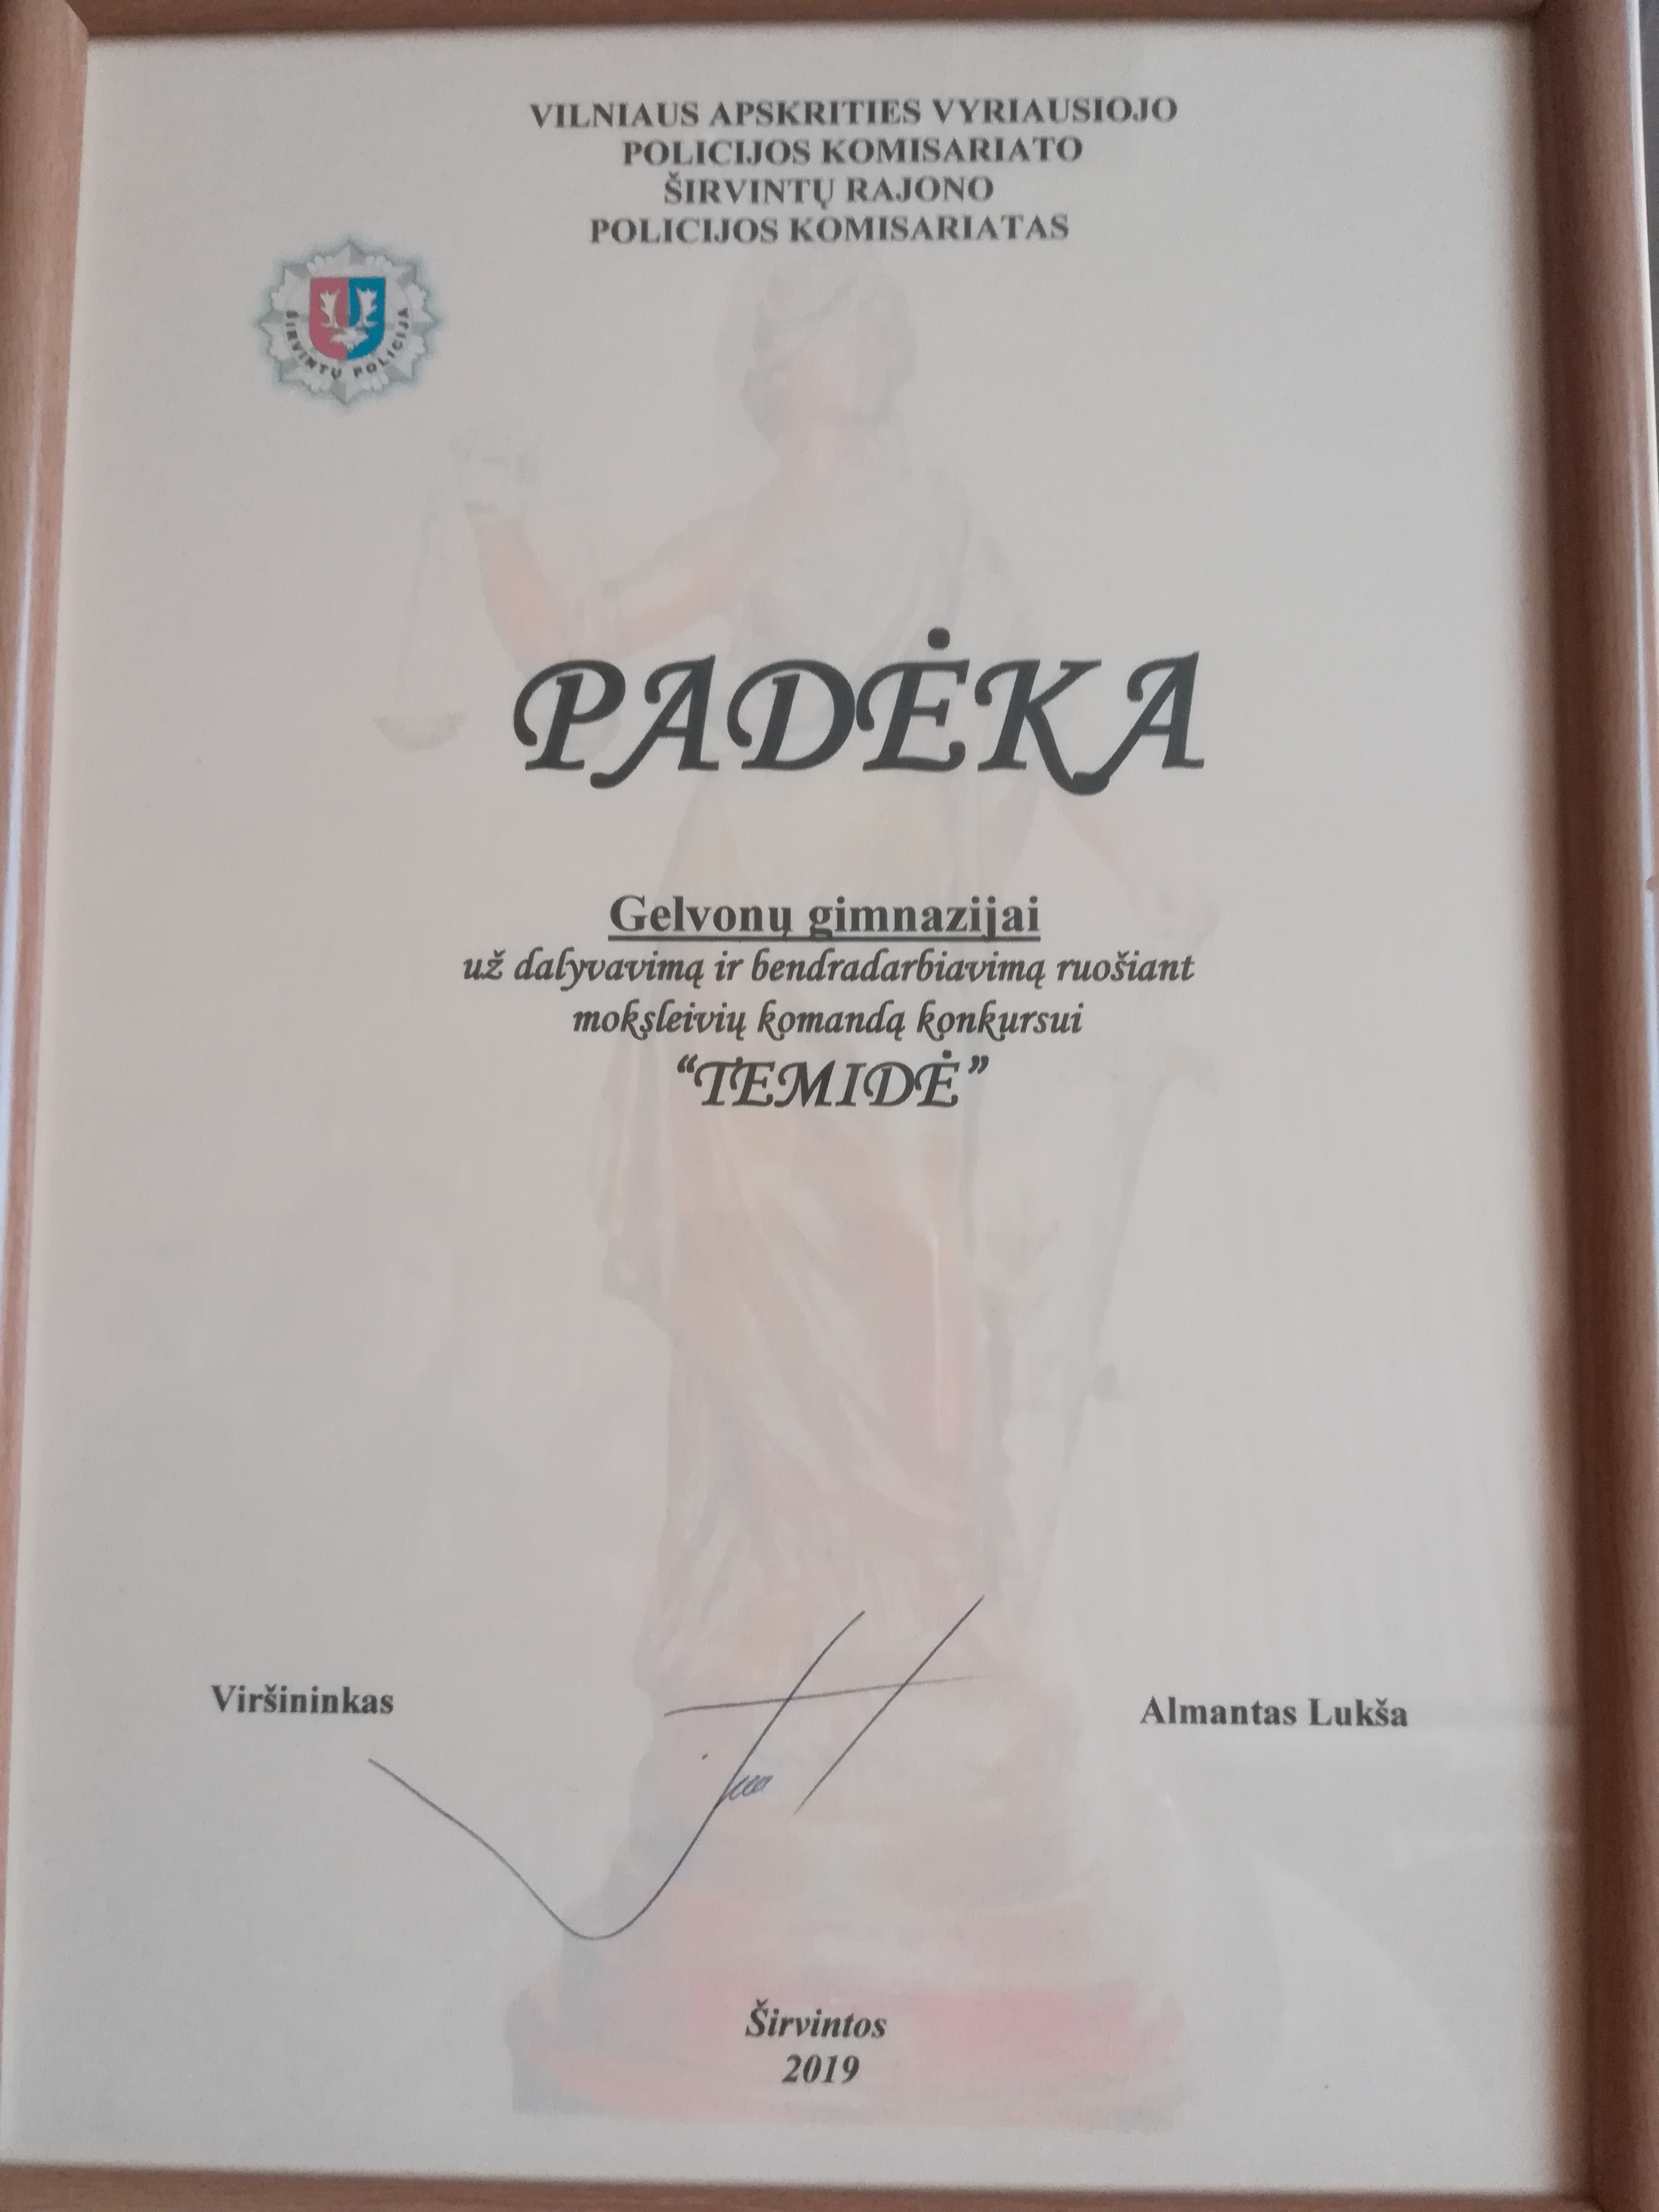 VILNIAUS APSKRITIES VYRIAUSIOJO
POLICIJOS KOMISARIATO
ŠIRVINTŲ RAJONO
POLICIJOS KOMISARIATAS
ŠIRVINTŲ POLICIJA
PADĖKA
Gelvonų gimnazijai
už dalyvavimą ir bendradarbiavimą ruošiant
moksleivių komandą konkursui
“TEMIDĖ”
Viršininkas
Almantas Lukša
Širvintos
2019